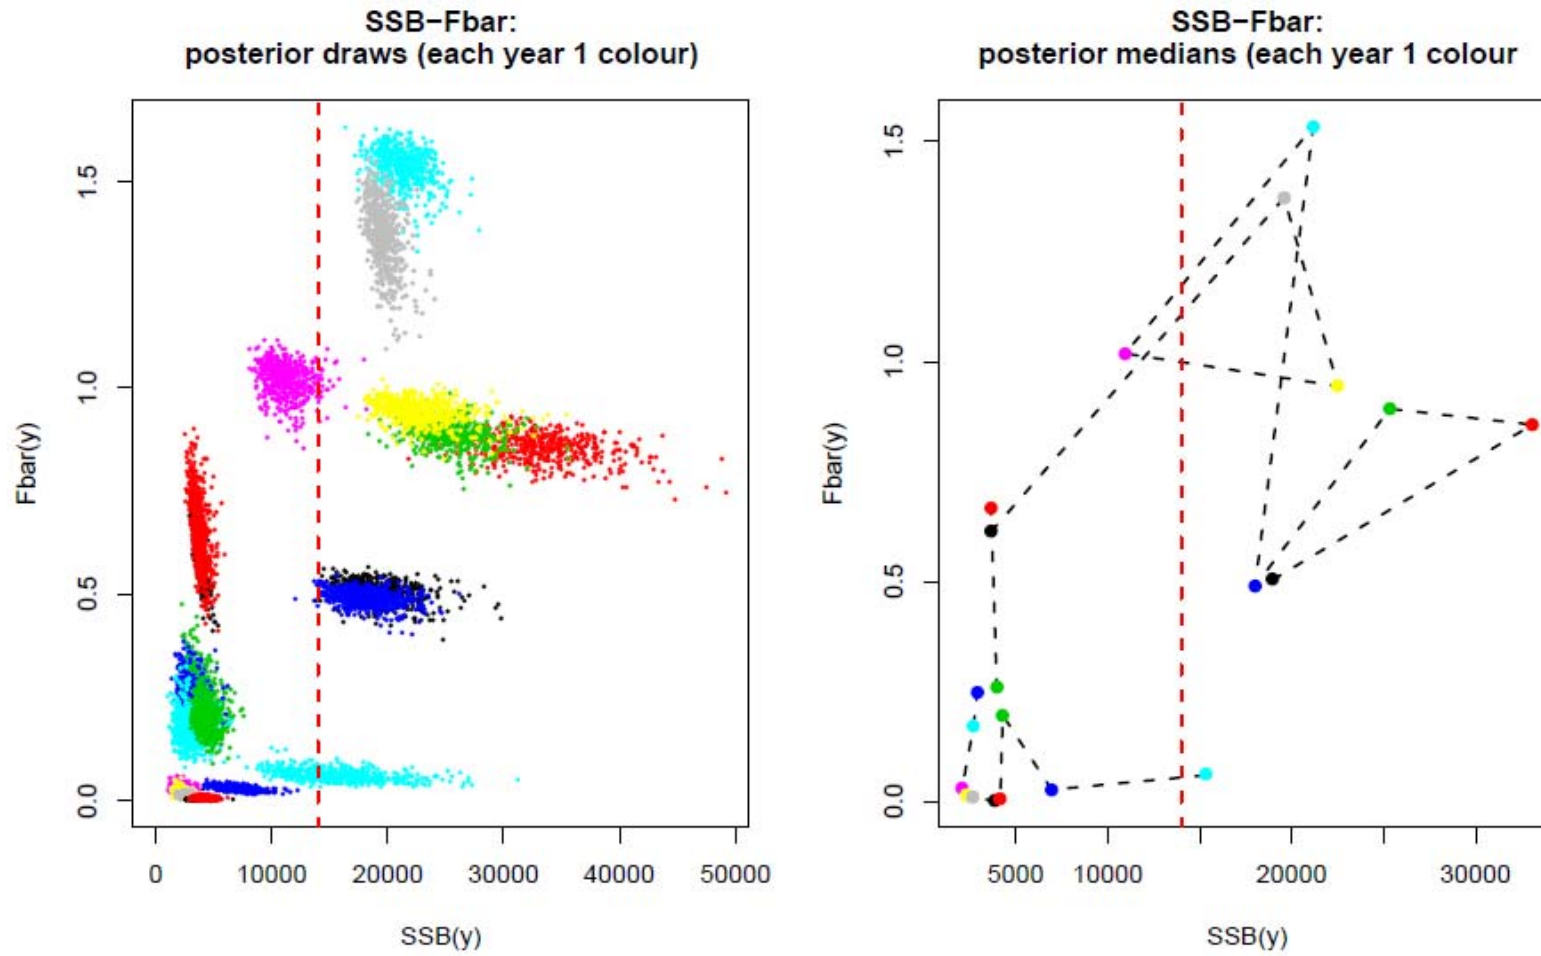 SSB−Fbar:
posterior draws (each year 1 colour)
Fbar(y)
1.5
1.0
0.5
0.0
0 10000 20000 30000 40000 50000
SSB(y)
SSB−Fbar:
posterior medians (each year 1 colour
Fbar(y)
1.5
1.0
0.5
0.0
5000 10000 20000 30000
SSB(y)